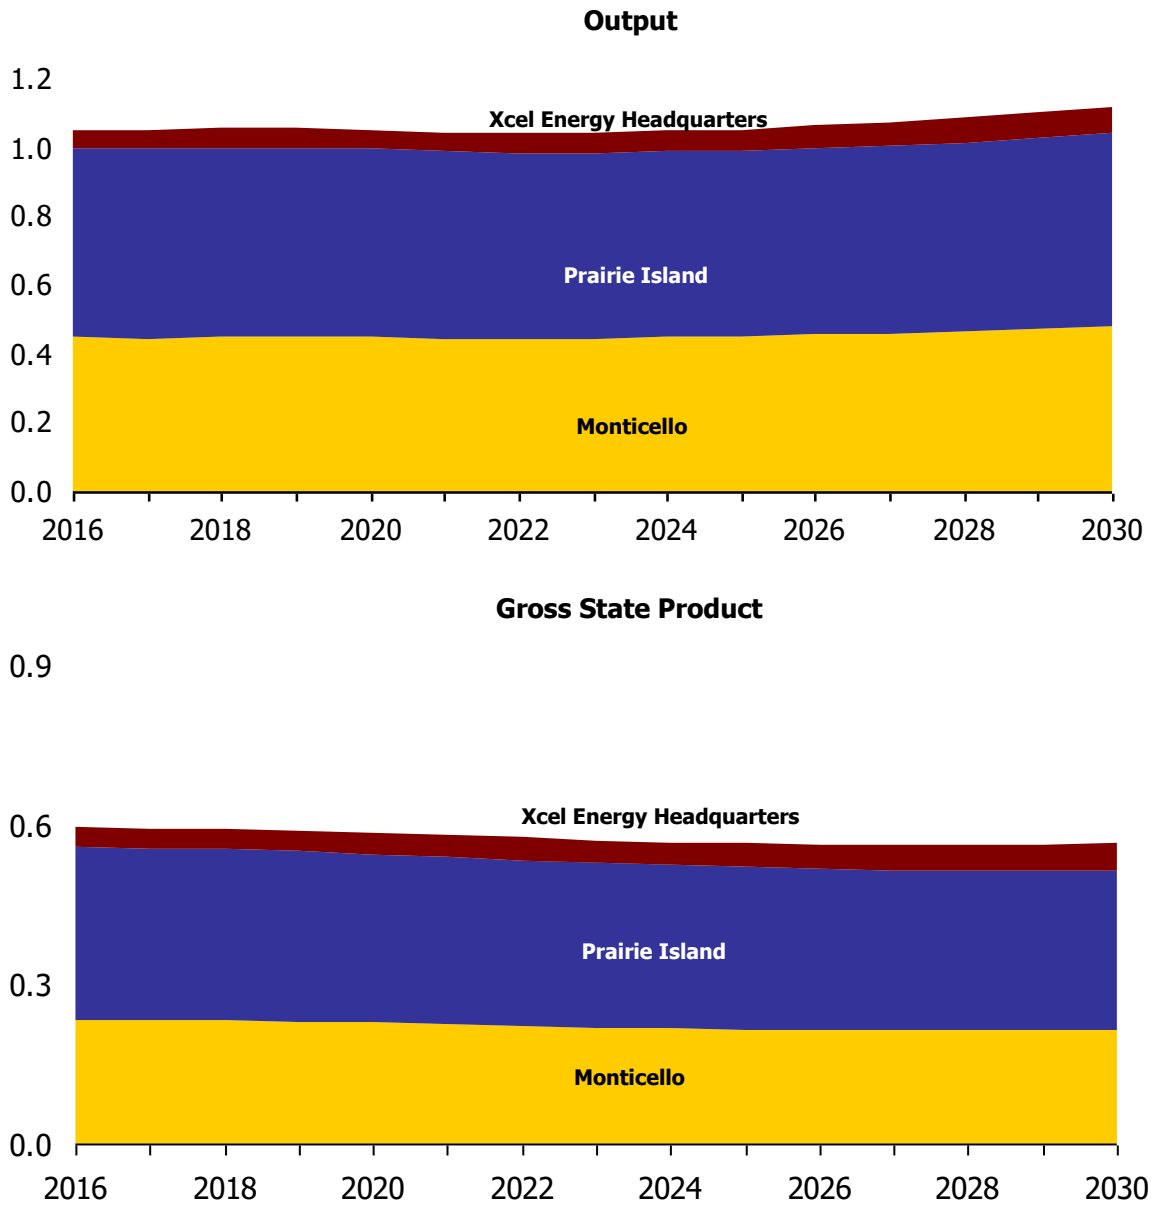 Output
1.2
Xcel Energy Headquarters
1.0
0.8
Prairie Island
0.6
0.4
Monticello
0.2
0.0
2016 2018 2020 2022 2024 2026 2028 2030
Gross State Product
0.9
Xcel Energy Headquarters
0.6
Prairie Island
0.3
Monticello
0.0
2016 2018 2020 2022 2024 2026 2028 2030